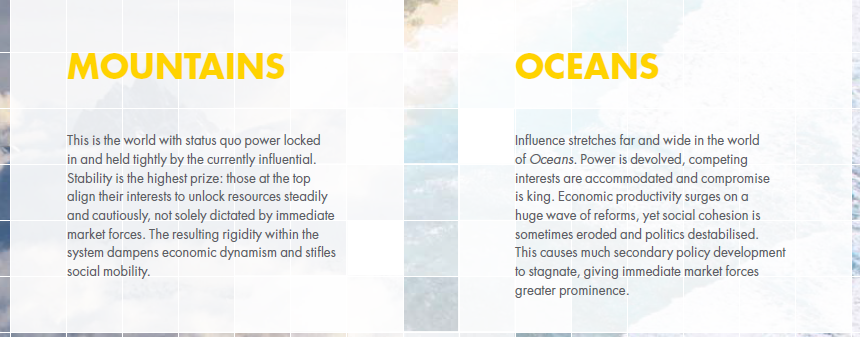 MOUNTAINS
This is the world with status quo power locked
in and held tightly by the currently influential.
Stability is the highest prize: those at the top
align their interests to unlock resources steadily
and cautiously, not solely dictated by immediate
market forces. The resulting rigidity within the
system dampens economic dynamism and stifles
social mobility.
OCEANS
Influence stretches far and wide in the world
of Oceans. Power is devolved, competing
interests are accommodated and compromise
is king. Economic productivity surges on a
huge wave of reforms, yet social cohesion is
sometimes eroded and politics destabilised.
This causes much secondary policy development
to stagnate, giving immediate market forces
greater prominence.